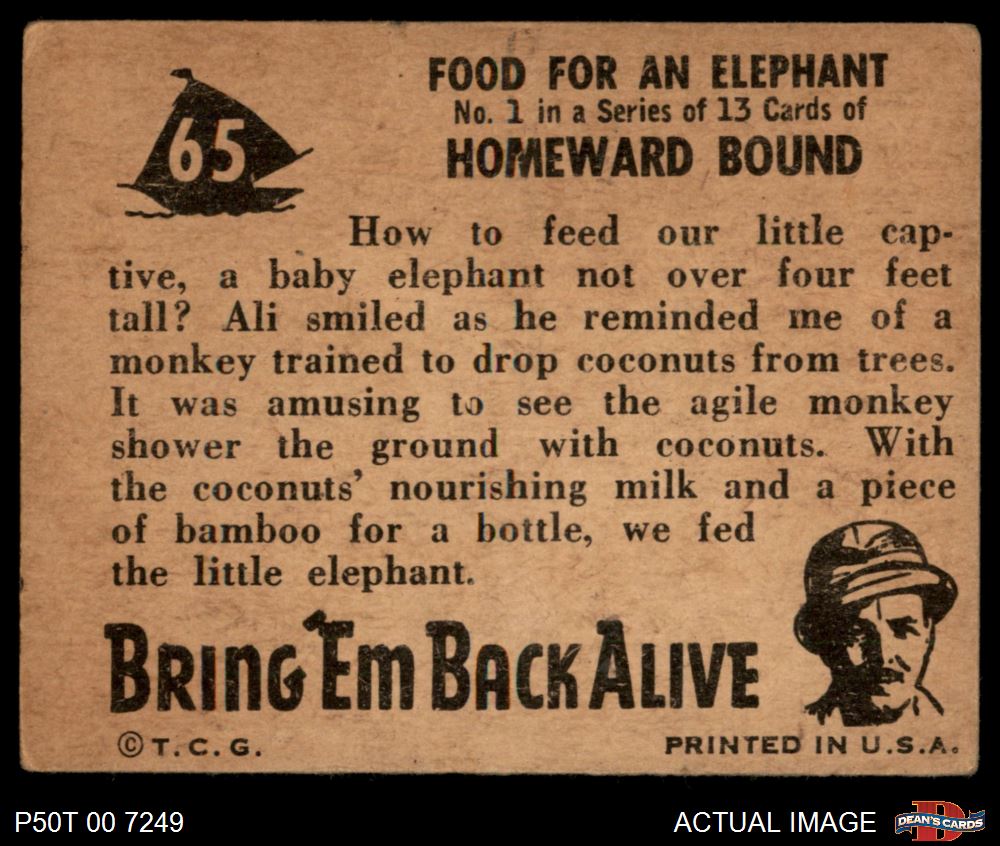 65
FOOD FOR AN ELEPHANT
No. 1 in a Series of 13 Cards of
HOMEWARD BOUND
How to feed our little cap-
tive, a baby elephant not over four feet
tall? Ali smiled as he reminded me of a
monkey trained to drop coconuts from trees.
It was amusing to see the agile monkey
shower the ground with coconuts. With
the coconuts' nourishing milk and a piece
of bamboo for a bottle, we fed
the little elephant.
BRING 'EM BACK ALIVE
© T. C. G.
PRINTED IN U.S.A.
P50T 00 7249
ACTUAL IMAGE
DEAN'S CARDS